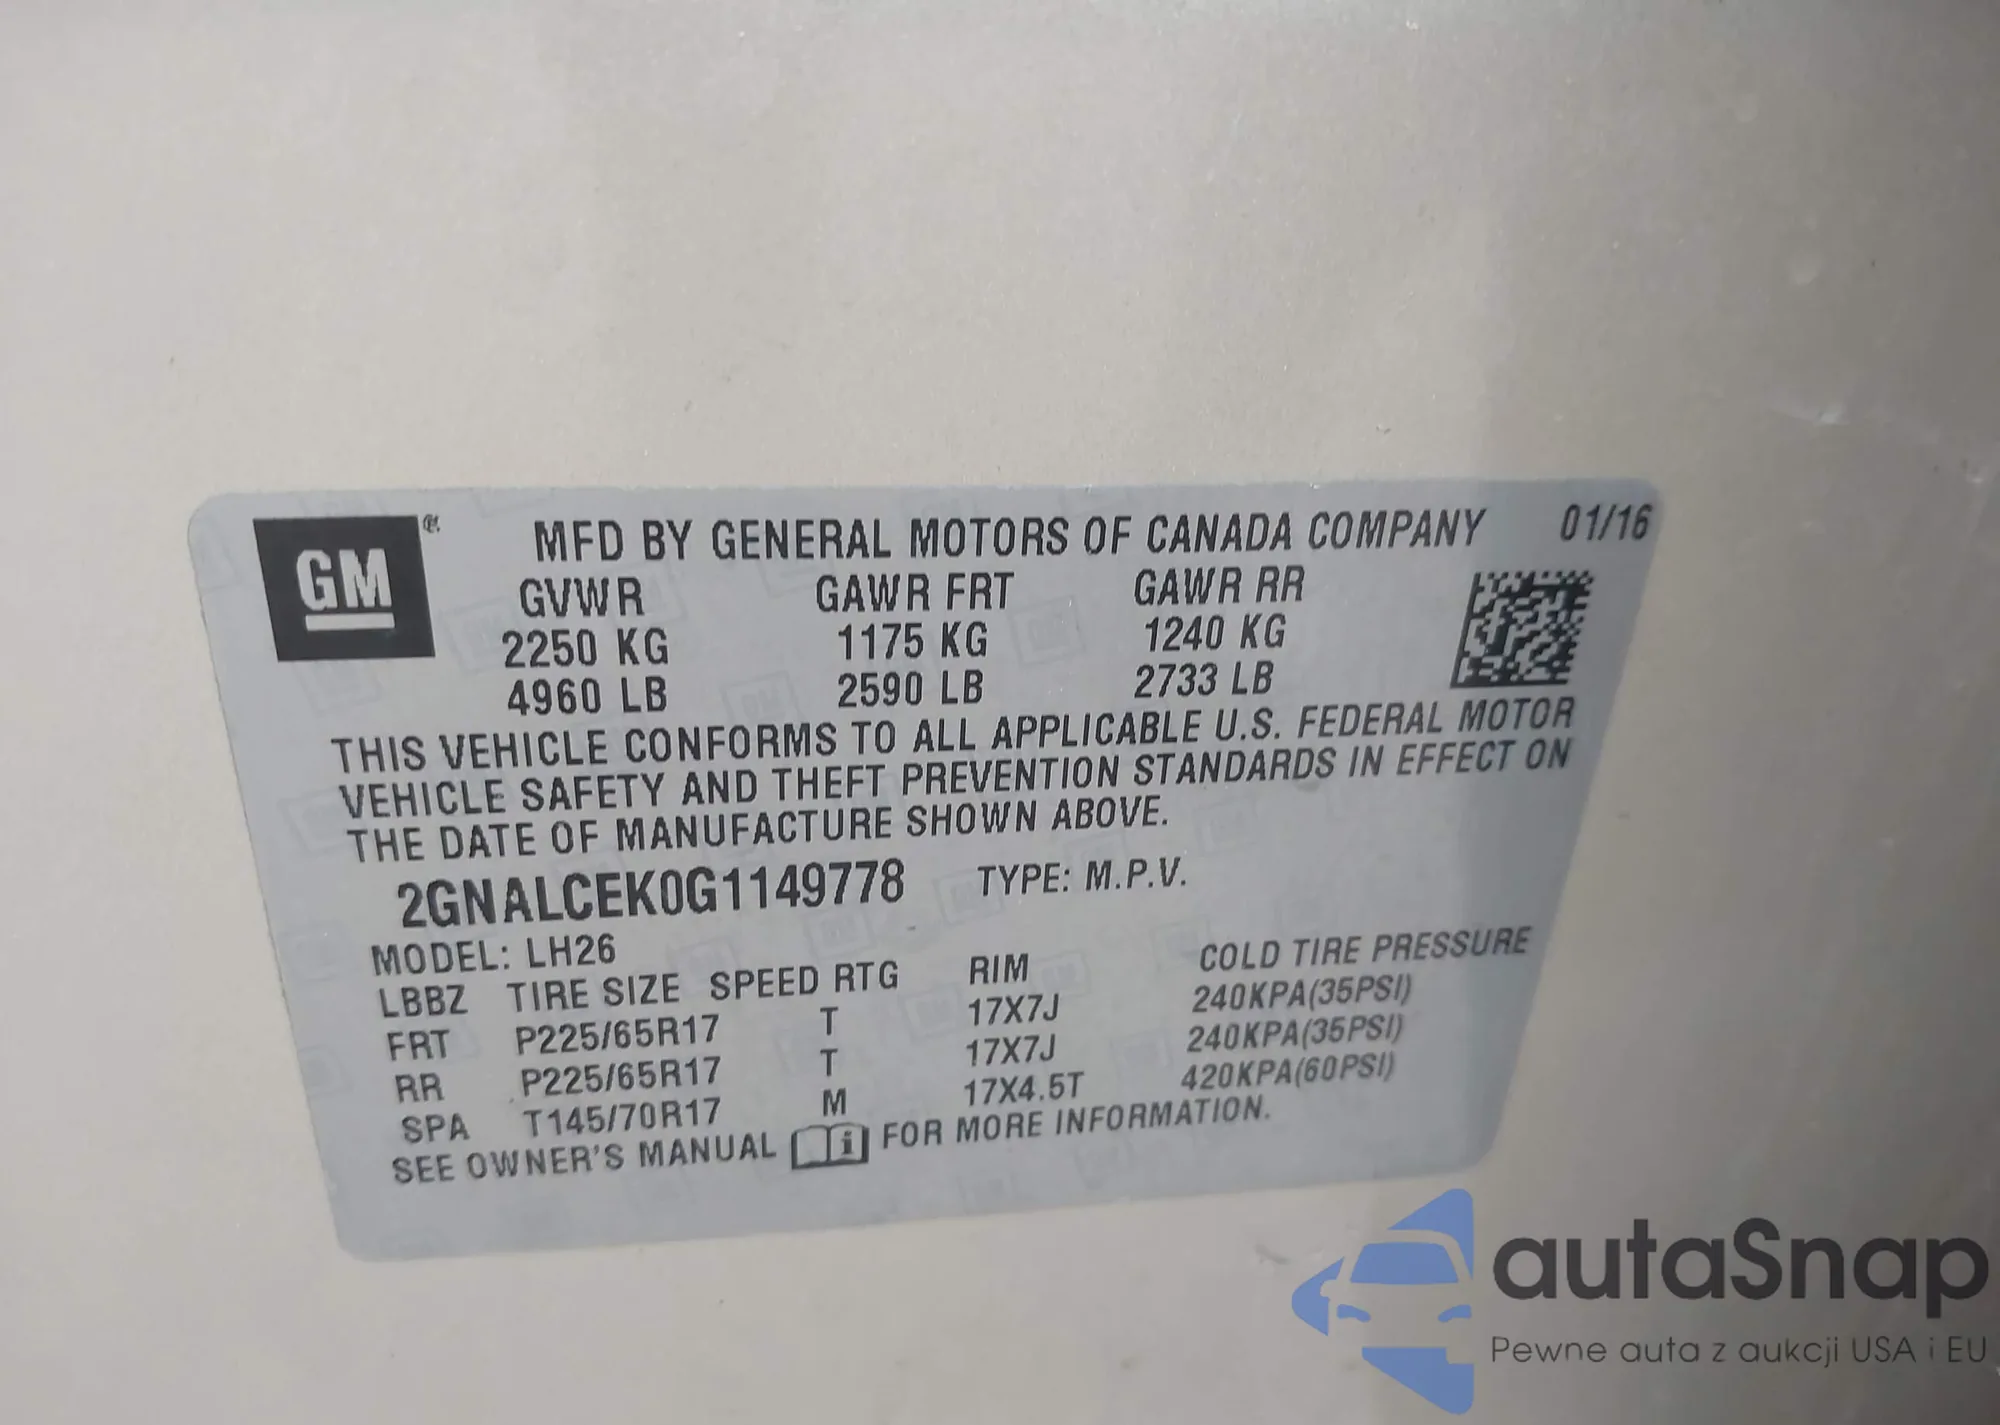 GM
MFD BY GENERAL MOTORS OF CANADA COMPANY 01/16
GVWR GAWR FRT GAWR RR
2250 KG 1175 KG 1240 KG
4960 LB 2590 LB 2733 LB
THIS VEHICLE CONFORMS TO ALL APPLICABLE U.S. FEDERAL MOTOR
VEHICLE SAFETY AND THEFT PREVENTION STANDARDS IN EFFECT ON
THE DATE OF MANUFACTURE SHOWN ABOVE.
2GNALCEK0G1149778 TYPE: M.P.V.
MODEL: LH26
LBBZ TIRE SIZE SPEED RTG RIM COLD TIRE PRESSURE
FRT P225/65R17 T 17X7J 240KPA(35PSI)
RR P225/65R17 T 17X7J 240KPA(35PSI)
SPA T145/70R17 M 17X4.5T 420KPA(60PSI)
SEE OWNER'S MANUAL i FOR MORE INFORMATION.
autaSnap
Pewne auta z aukcji USA i EU